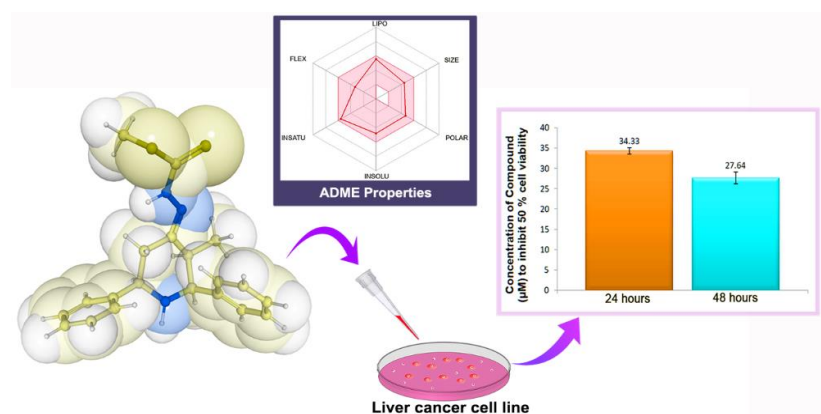 LIPO
FLEX
SIZE
INSATU
POLAR
INSOLU
ADME Properties
Concentration of Compound
(µM) to inhibit 50 % cell viability
40
35
30
25
20
15
10
5
0
34.33
27.64
24 hours
48 hours
Liver cancer cell line